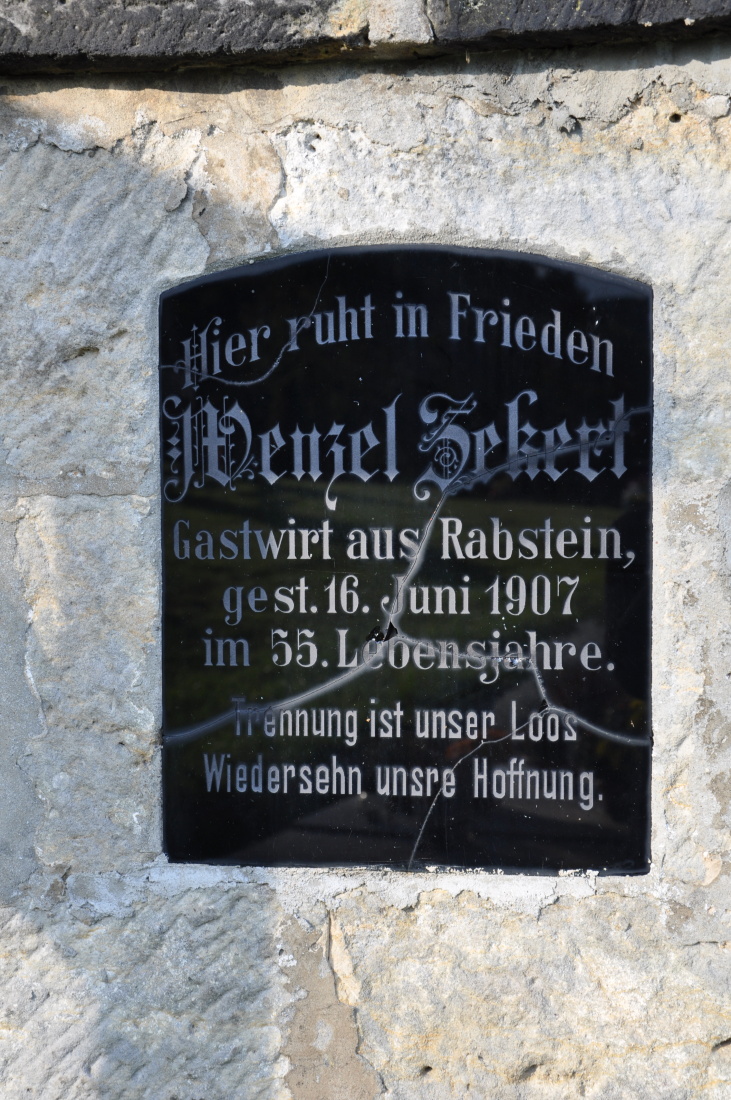 Hier ruht in Frieden
Wenzel Zekert
Gastwirt aus Rabstein,
gest. 16. Juni 1907
im 55. Lebensjahre.
Trennung ist unser Loos
Wiedersehn unsre Hoffnung.